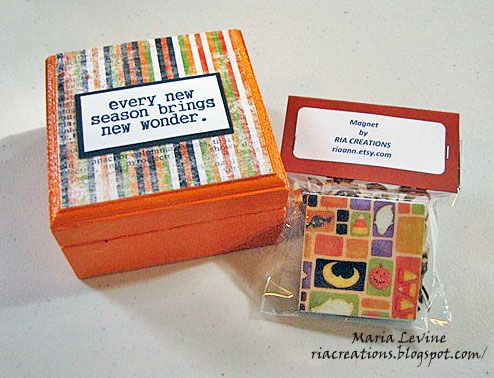 every new
season brings
new wonder.
Magnet
by
RIA CREATIONS
riaann.etsy.com
Maria Levine
riacreations.blogspot.com/